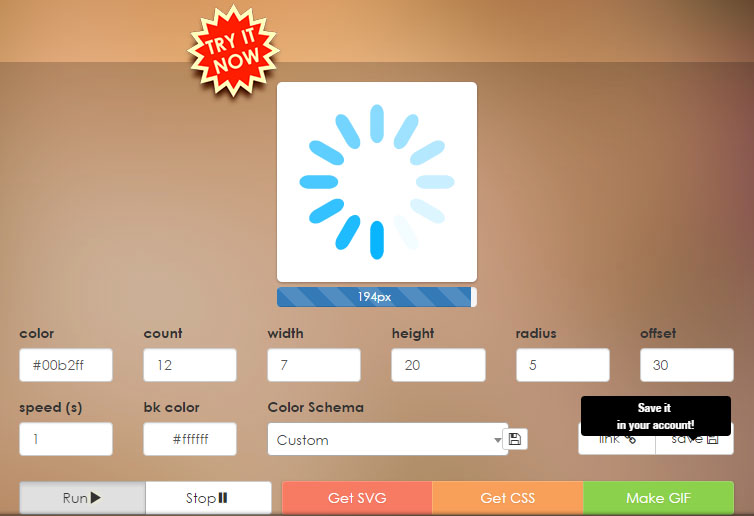 TRY IT
NOW
194px
color count width height radius offset
#00b2ff 12 7 20 5 30
speed (s) bk color Color Schema
Save it
in your account!
1 #ffffff Custom link save
Run Stop Get SVG Get CSS Make GIF